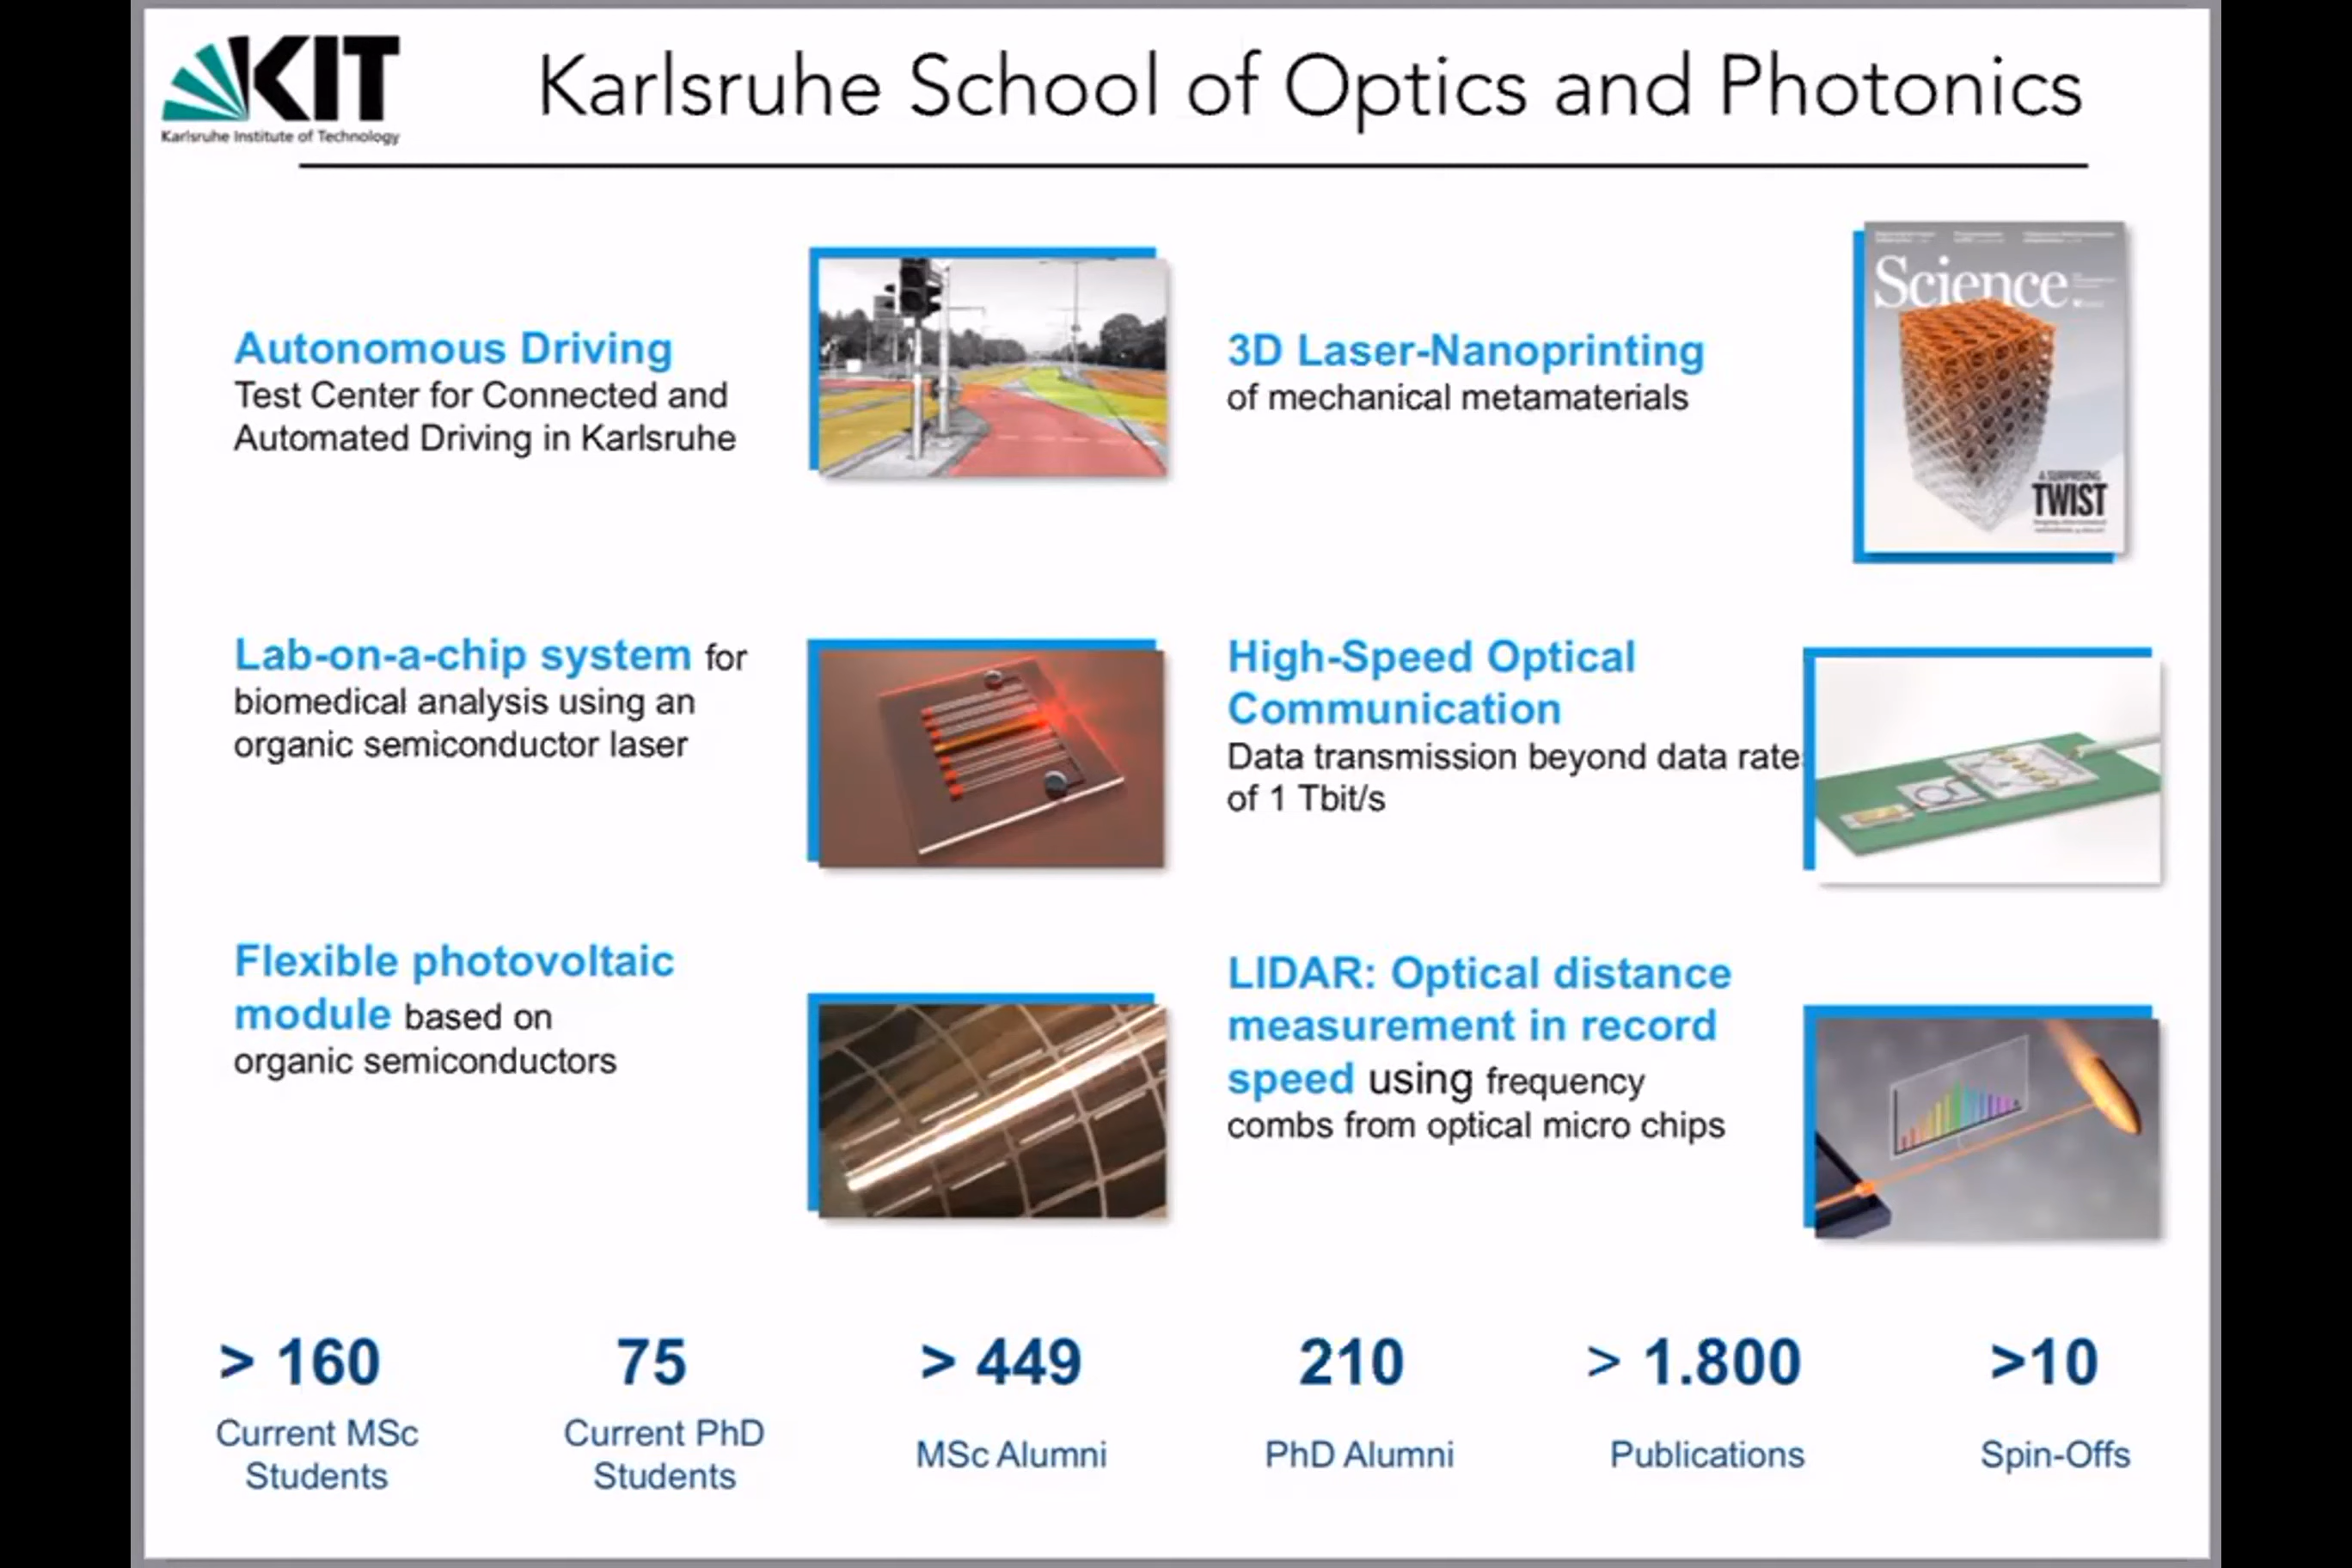 KIT
Karlsruhe Institute of Technology
Karlsruhe School of Optics and Photonics
Autonomous Driving
Test Center for Connected and
Automated Driving in Karlsruhe
3D Laser-Nanoprinting
of mechanical metamaterials
Science
A SURPRISING
TWIST
Lab-on-a-chip system for
biomedical analysis using an
organic semiconductor laser
High-Speed Optical
Communication
Data transmission beyond data rate
of 1 Tbit/s
Flexible photovoltaic
module based on
organic semiconductors
LIDAR: Optical distance
measurement in record
speed using frequency
combs from optical micro chips
> 160
Current MSc
Students
75
Current PhD
Students
> 449
MSc Alumni
210
PhD Alumni
> 1.800
Publications
>10
Spin-Offs